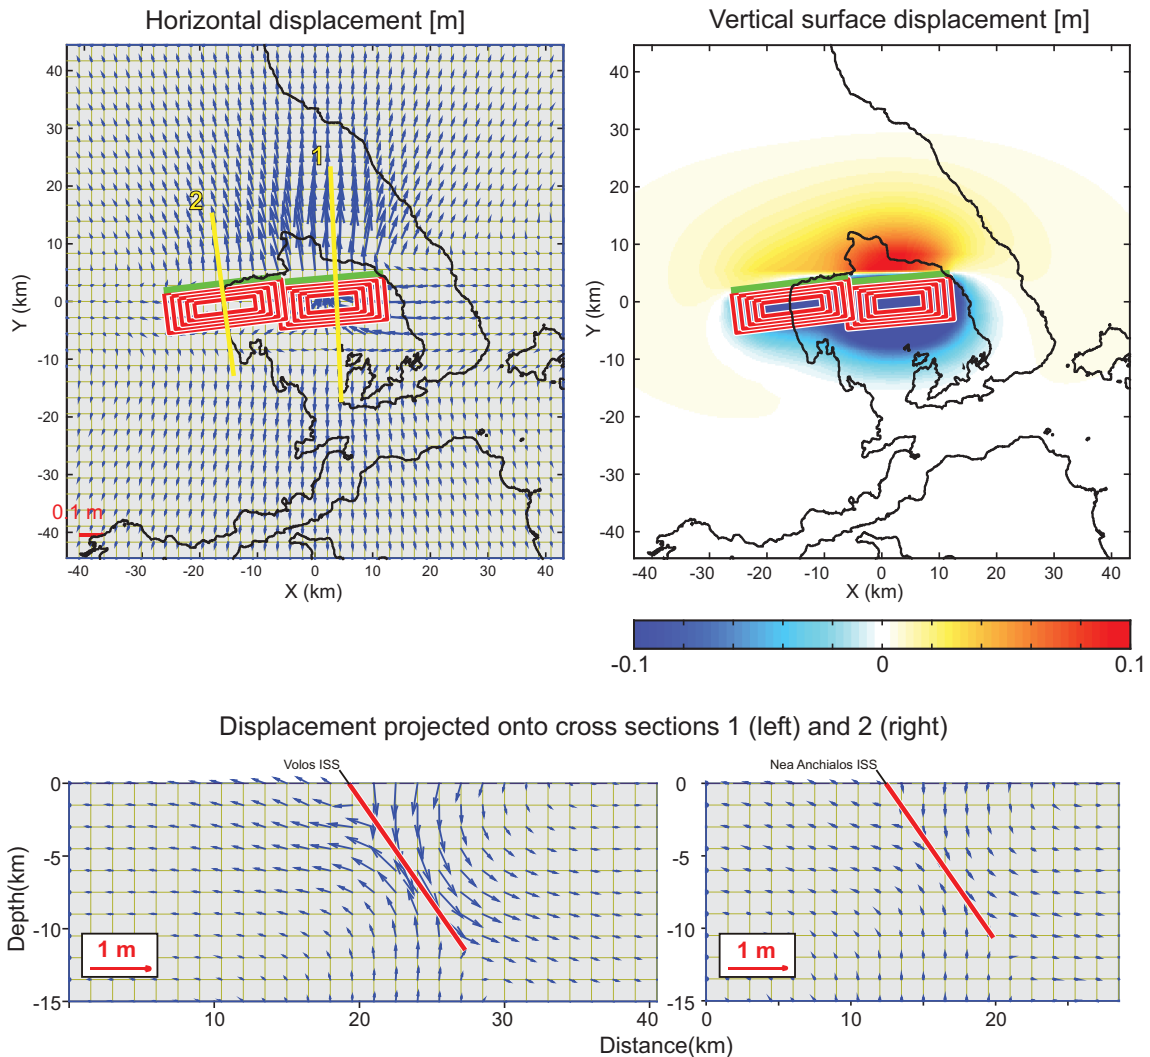 Horizontal displacement [m]
Vertical surface displacement [m]
40
30
20
10
0
-10
-20
-30
-40
Y (km)
1
2
0.1 m
-40 -30 -20 -10 0 10 20 30 40
X (km)
40
30
20
10
0
-10
-20
-30
-40
Y (km)
-40 -30 -20 -10 0 10 20 30 40
X (km)
-0.1 0 0.1
Displacement projected onto cross sections 1 (left) and 2 (right)
Volos ISS
0
-5
-10
-15
Depth(km)
1 m
10 20 30 40
Nea Anchialos ISS
0
-5
-10
-15
1 m
0 10 20
Distance(km)